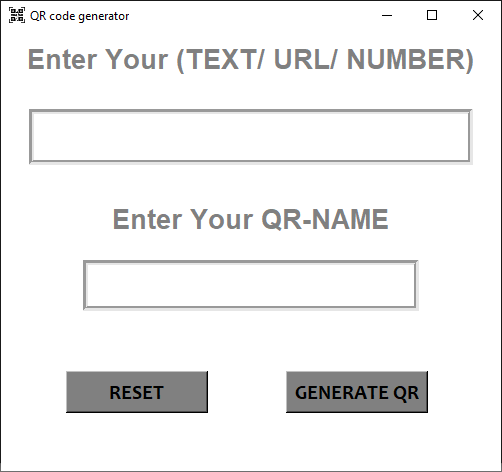 QR code generator
Enter Your (TEXT/ URL/ NUMBER)
Enter Your QR-NAME
RESET
GENERATE QR